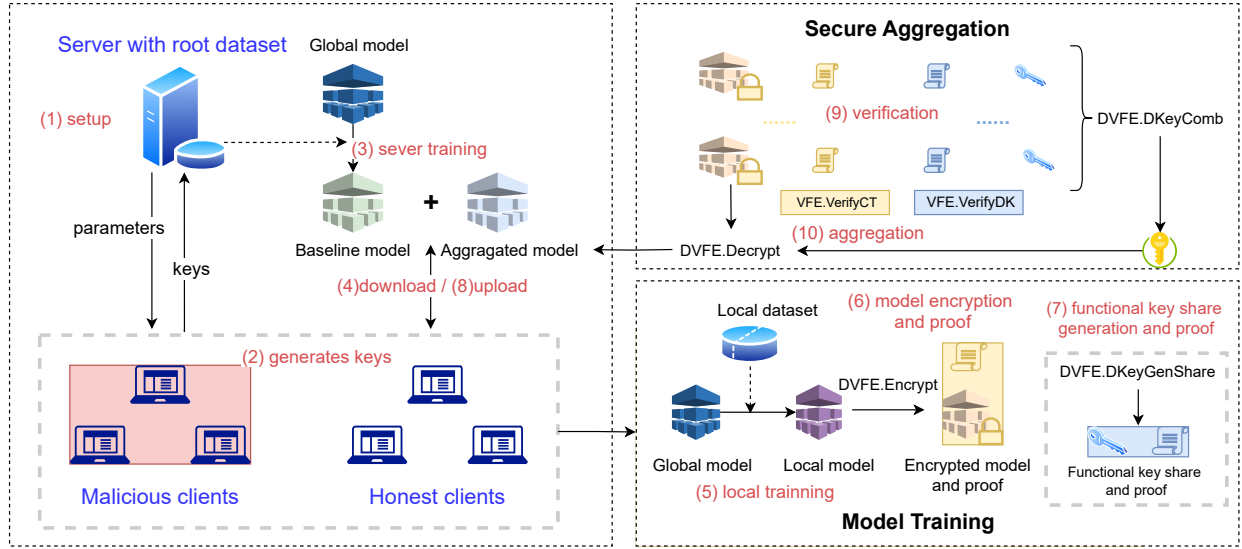 Server with root dataset
Global model
(1) setup
(3) sever training
parameters
keys
Baseline model
+
Aggragated model
(4)download / (8)upload
(2) generates keys
Malicious clients
Honest clients
Secure Aggregation
(9) verification
DVFE.DKeyComb
VFE.VerifyCT
VFE.VerifyDK
(10) aggregation
DVFE.Decrypt
Local dataset
(6) model encryption
and proof
(7) functional key share
generation and proof
DVFE.Encrypt
DVFE.DKeyGenShare
Global model
Local model
Encrypted model
and proof
Functional key share
and proof
(5) local trainning
Model Training